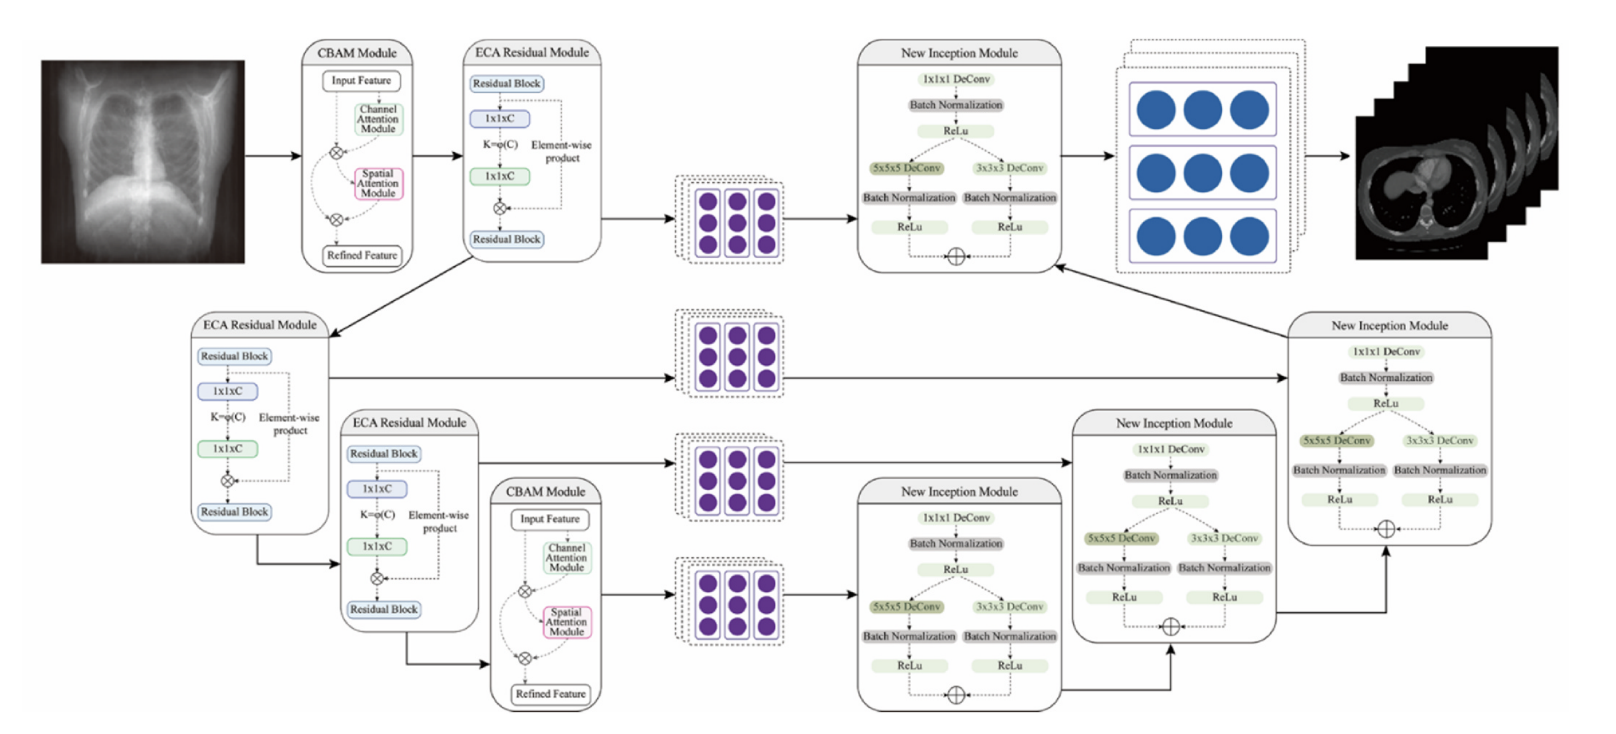 CBAM Module
Input Feature
Channel
Attention
Module
Spatial
Attention
Module
Refined Feature
ECA Residual Module
Residual Block
1x1xC
K=φ(C)
Element-wise
product
1x1xC
Residual Block
New Inception Module
1x1x1 DeConv
Batch Normalization
ReLu
5x5x5 DeConv
3x3x3 DeConv
Batch Normalization
Batch Normalization
ReLu
ReLu
ECA Residual Module
Residual Block
1x1xC
K=φ(C)
Element-wise
product
1x1xC
Residual Block
ECA Residual Module
Residual Block
1x1xC
K=φ(C)
Element-wise
product
1x1xC
Residual Block
CBAM Module
Input Feature
Channel
Attention
Module
Spatial
Attention
Module
Refined Feature
New Inception Module
1x1x1 DeConv
Batch Normalization
ReLu
5x5x5 DeConv
3x3x3 DeConv
Batch Normalization
Batch Normalization
ReLu
ReLu
New Inception Module
1x1x1 DeConv
Batch Normalization
ReLu
5x5x5 DeConv
3x3x3 DeConv
Batch Normalization
Batch Normalization
ReLu
ReLu
New Inception Module
1x1x1 DeConv
Batch Normalization
ReLu
5x5x5 DeConv
3x3x3 DeConv
Batch Normalization
Batch Normalization
ReLu
ReLu